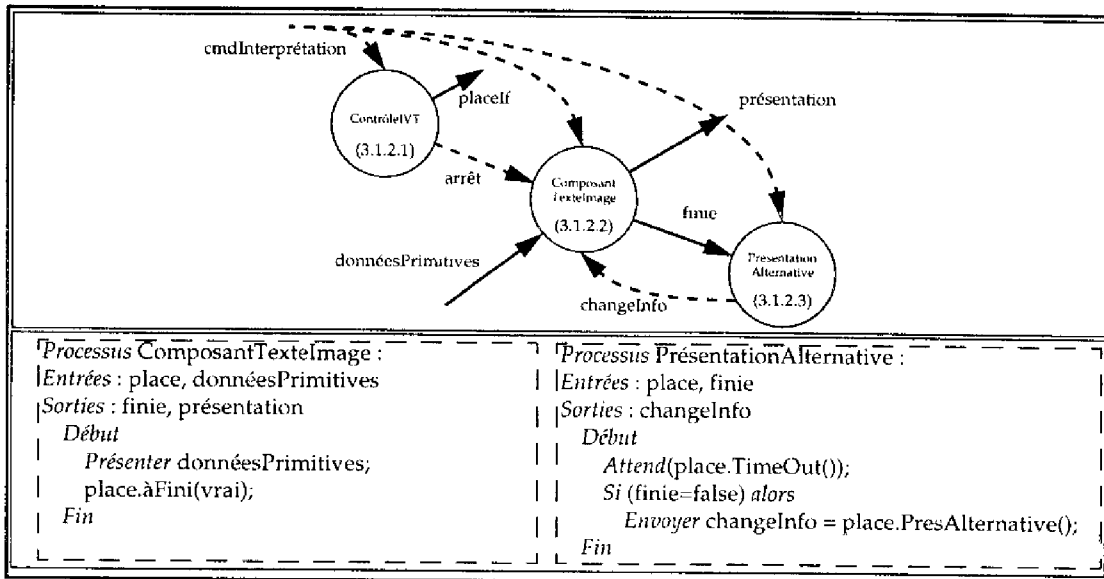 cmdInterprétation
placeIf
présentation
ContrôleIVT
(3.1.2.1)
arrêt
Composant
TexteImage
(3.1.2.2)
finie
donnéesPrimitives
Présentation
Alternative
(3.1.2.3)
changeInfo
Processus ComposantTexteImage :
Entrées : place, donnéesPrimitives
Sorties : finie, présentation
Début
Présenter donnéesPrimitives;
place.àFini(vrai);
Fin
Processus PrésentationAlternative :
Entrées : place, finie
Sorties : changeInfo
Début
Attend(place.TimeOut());
Si (finie=false) alors
Envoyer changeInfo = place.PresAlternative();
Fin